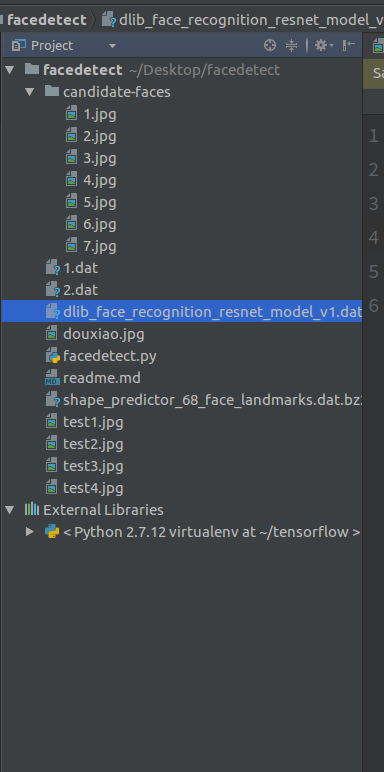 facedetect dlib_face_recognition_resnet_model_v
Project
facedetect ~/Desktop/facedetect
candidate-faces
1.jpg
2.jpg
3.jpg
4.jpg
5.jpg
6.jpg
7.jpg
1.dat
2.dat
dlib_face_recognition_resnet_model_v1.dat
douxiao.jpg
facedetect.py
readme.md
shape_predictor_68_face_landmarks.dat.bz
test1.jpg
test2.jpg
test3.jpg
test4.jpg
External Libraries
< Python 2.7.12 virtualenv at ~/tensorflow >
Sa
1
2
3
4
5
6